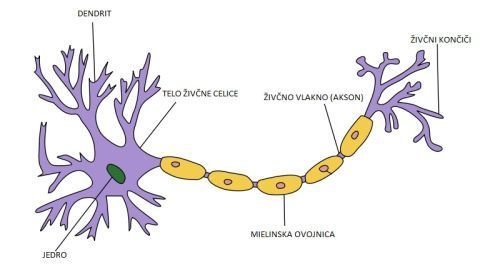 DENDRIT
ŽIVČNI KONČIČI
TELO ŽIVČNE CELICE
ŽIVČNO VLAKNO (AKSON)
MIELINSKA OVOJNICA
JEDRO